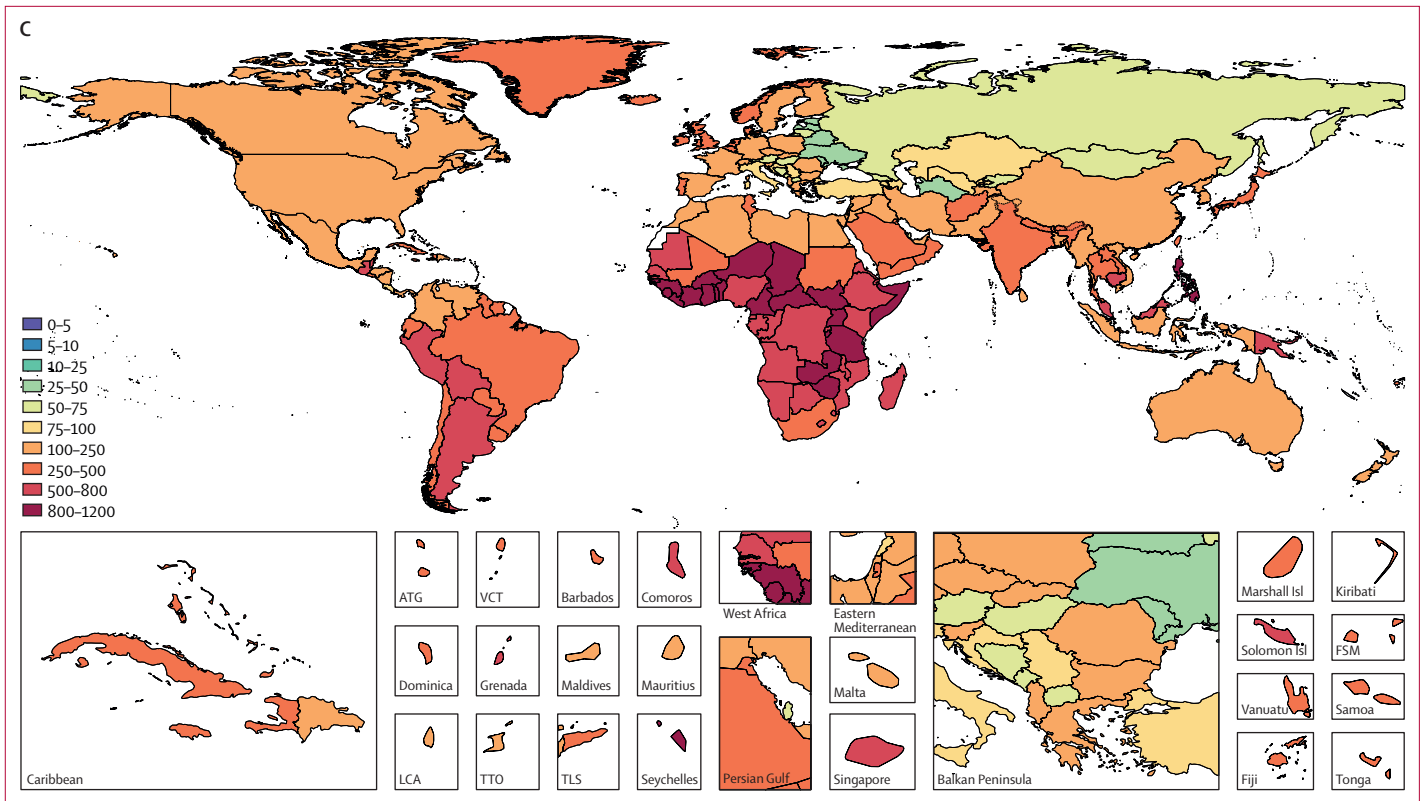 C
0–5
5–10
10–25
25–50
50–75
75–100
100–250
250–500
500–800
800–1200
Caribbean
ATG
VCT
Barbados
Comoros
West Africa
Eastern
Mediterranean
Dominica
Grenada
Maldives
Mauritius
Malta
LCA
TTO
TLS
Seychelles
Persian Gulf
Singapore
Balkan Peninsula
Marshall Isl
Kiribati
Solomon Isl
FSM
Vanuatu
Samoa
Fiji
Tonga